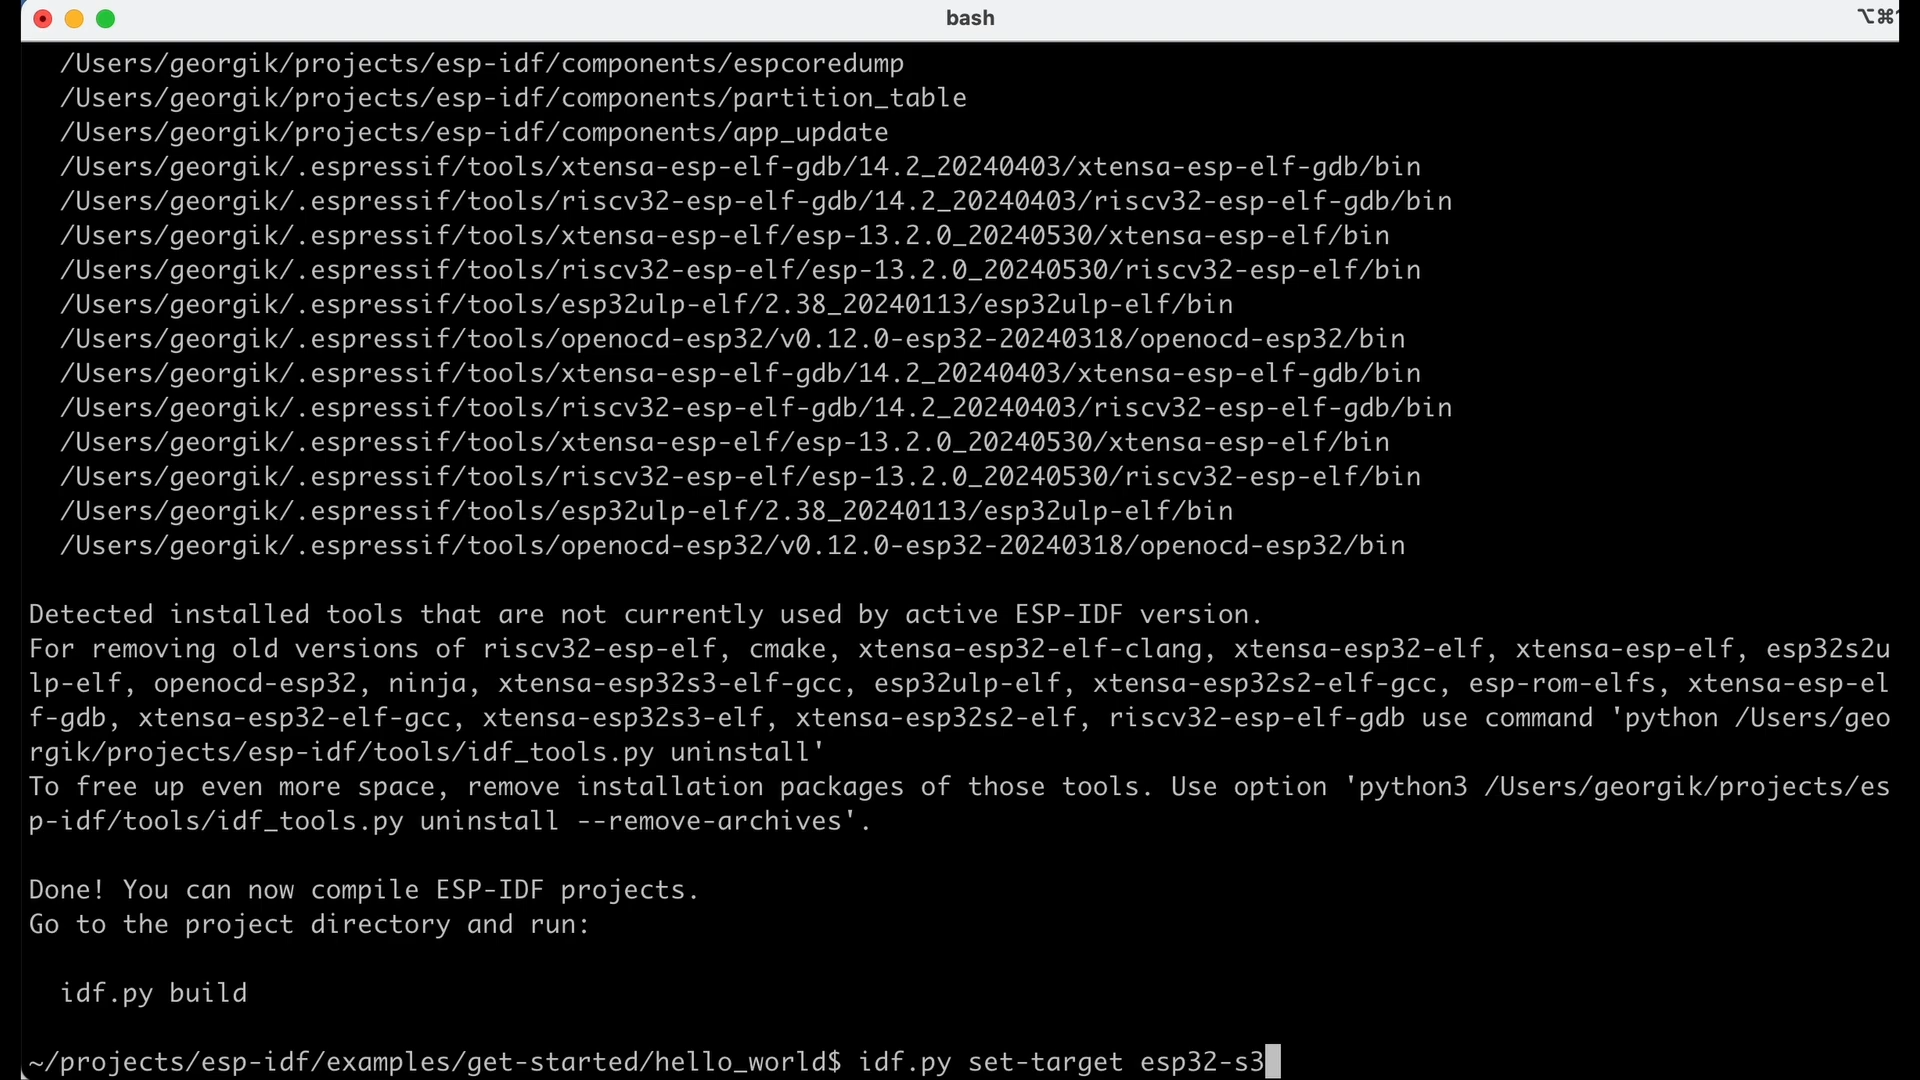 bash
⌥⌘
/Users/georgik/projects/esp-idf/components/espcoredump
/Users/georgik/projects/esp-idf/components/partition_table
/Users/georgik/projects/esp-idf/components/app_update
/Users/georgik/.espressif/tools/xtensa-esp-elf-gdb/14.2_20240403/xtensa-esp-elf-gdb/bin
/Users/georgik/.espressif/tools/riscv32-esp-elf-gdb/14.2_20240403/riscv32-esp-elf-gdb/bin
/Users/georgik/.espressif/tools/xtensa-esp-elf/esp-13.2.0_20240530/xtensa-esp-elf/bin
/Users/georgik/.espressif/tools/riscv32-esp-elf/esp-13.2.0_20240530/riscv32-esp-elf/bin
/Users/georgik/.espressif/tools/esp32ulp-elf/2.38_20240113/esp32ulp-elf/bin
/Users/georgik/.espressif/tools/openocd-esp32/v0.12.0-esp32-20240318/openocd-esp32/bin
/Users/georgik/.espressif/tools/xtensa-esp-elf-gdb/14.2_20240403/xtensa-esp-elf-gdb/bin
/Users/georgik/.espressif/tools/riscv32-esp-elf-gdb/14.2_20240403/riscv32-esp-elf-gdb/bin
/Users/georgik/.espressif/tools/xtensa-esp-elf/esp-13.2.0_20240530/xtensa-esp-elf/bin
/Users/georgik/.espressif/tools/riscv32-esp-elf/esp-13.2.0_20240530/riscv32-esp-elf/bin
/Users/georgik/.espressif/tools/esp32ulp-elf/2.38_20240113/esp32ulp-elf/bin
/Users/georgik/.espressif/tools/openocd-esp32/v0.12.0-esp32-20240318/openocd-esp32/bin
Detected installed tools that are not currently used by active ESP-IDF version.
For removing old versions of riscv32-esp-elf, cmake, xtensa-esp32-elf-clang, xtensa-esp32-elf, xtensa-esp-elf, esp32s2u
lp-elf, openocd-esp32, ninja, xtensa-esp32s3-elf-gcc, esp32ulp-elf, xtensa-esp32s2-elf-gcc, esp-rom-elfs, xtensa-esp-el
f-gdb, xtensa-esp32-elf-gcc, xtensa-esp32s3-elf, xtensa-esp32s2-elf, riscv32-esp-elf-gdb use command 'python /Users/geo
rgik/projects/esp-idf/tools/idf_tools.py uninstall'
To free up even more space, remove installation packages of those tools. Use option 'python3 /Users/georgik/projects/es
p-idf/tools/idf_tools.py uninstall --remove-archives'.
Done! You can now compile ESP-IDF projects.
Go to the project directory and run:
idf.py build
~/projects/esp-idf/examples/get-started/hello_world$ idf.py set-target esp32-s3